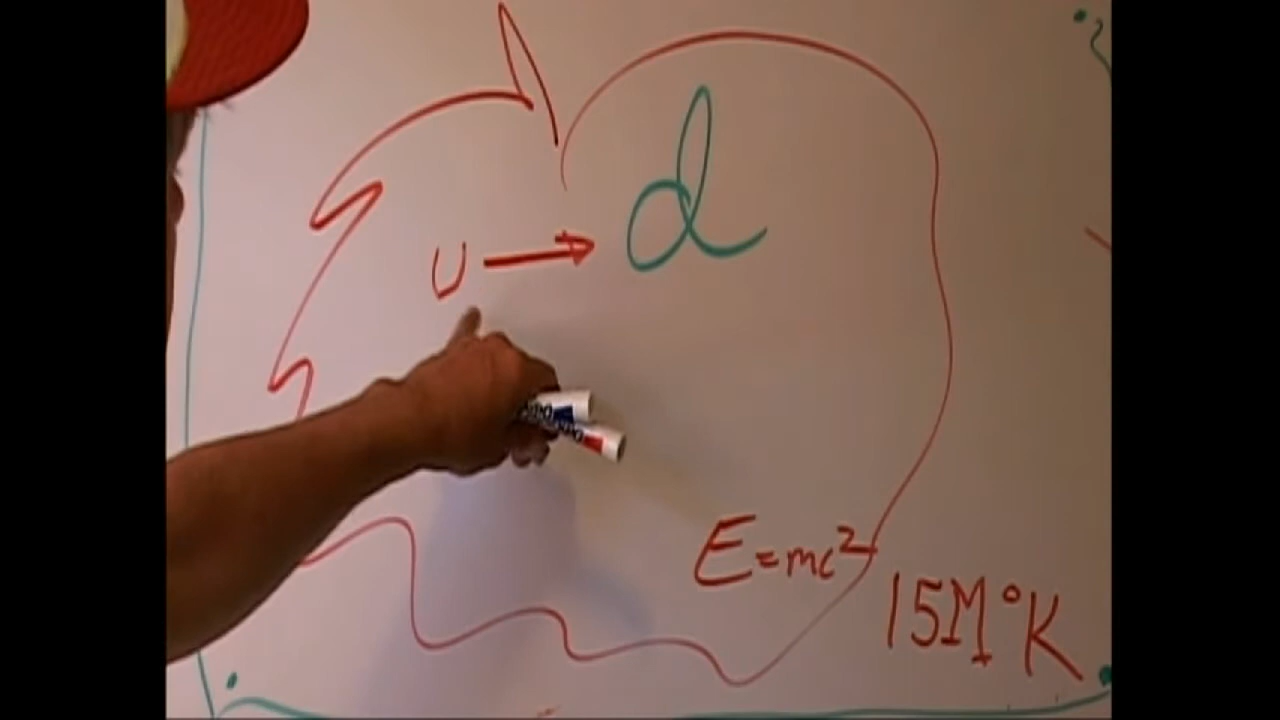 u → d
E=mc²
15M°K